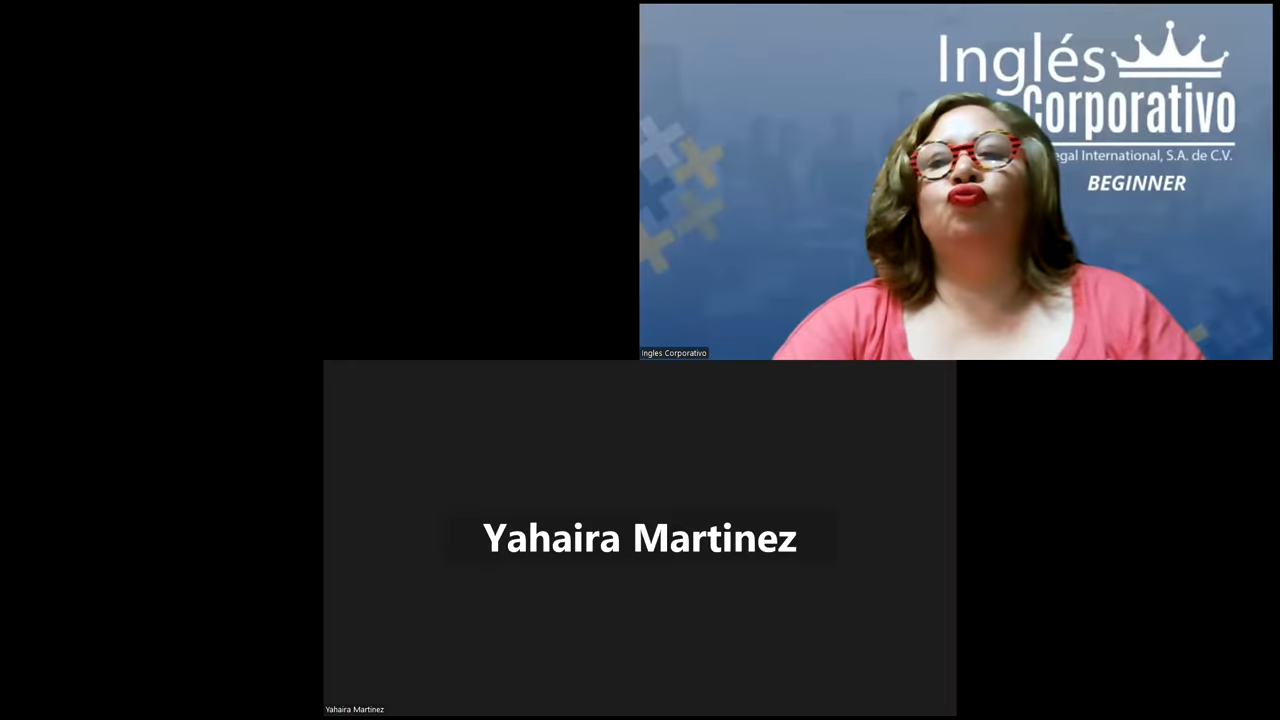 Inglés
Corporativo
egal International, S.A. de C.V.
BEGINNER
Ingles Corporativo
Yahaira Martinez
Yahaira Martinez